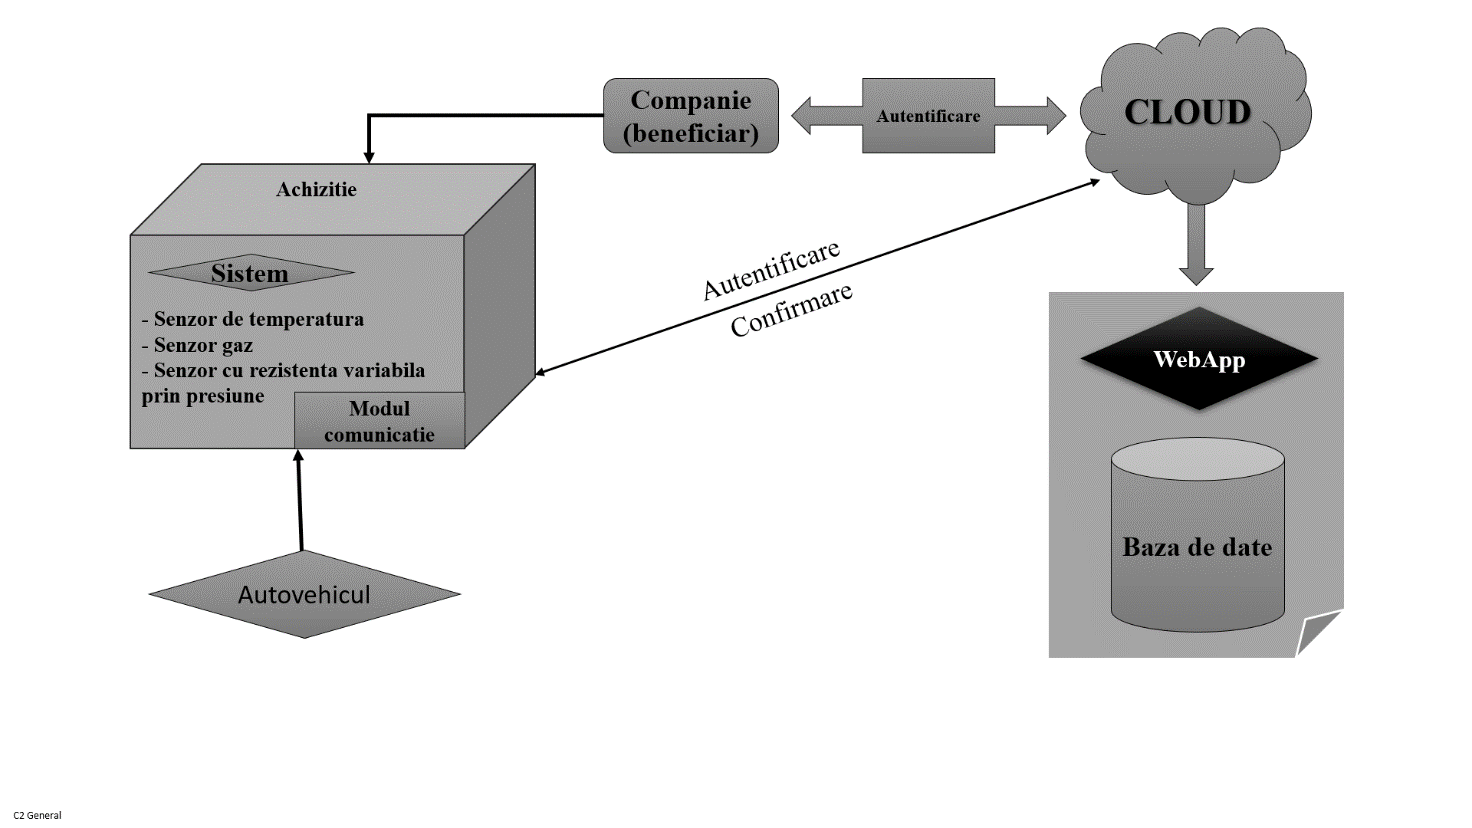 Companie
(beneficiar)
Autentificare
CLOUD
Achizitie
Sistem
- Senzor de temperatura
- Senzor gaz
- Senzor cu rezistenta variabila
prin presiune
Modul
comunicatie
Autentificare
Confirmare
WebApp
Baza de date
Autovehicul
C2 General